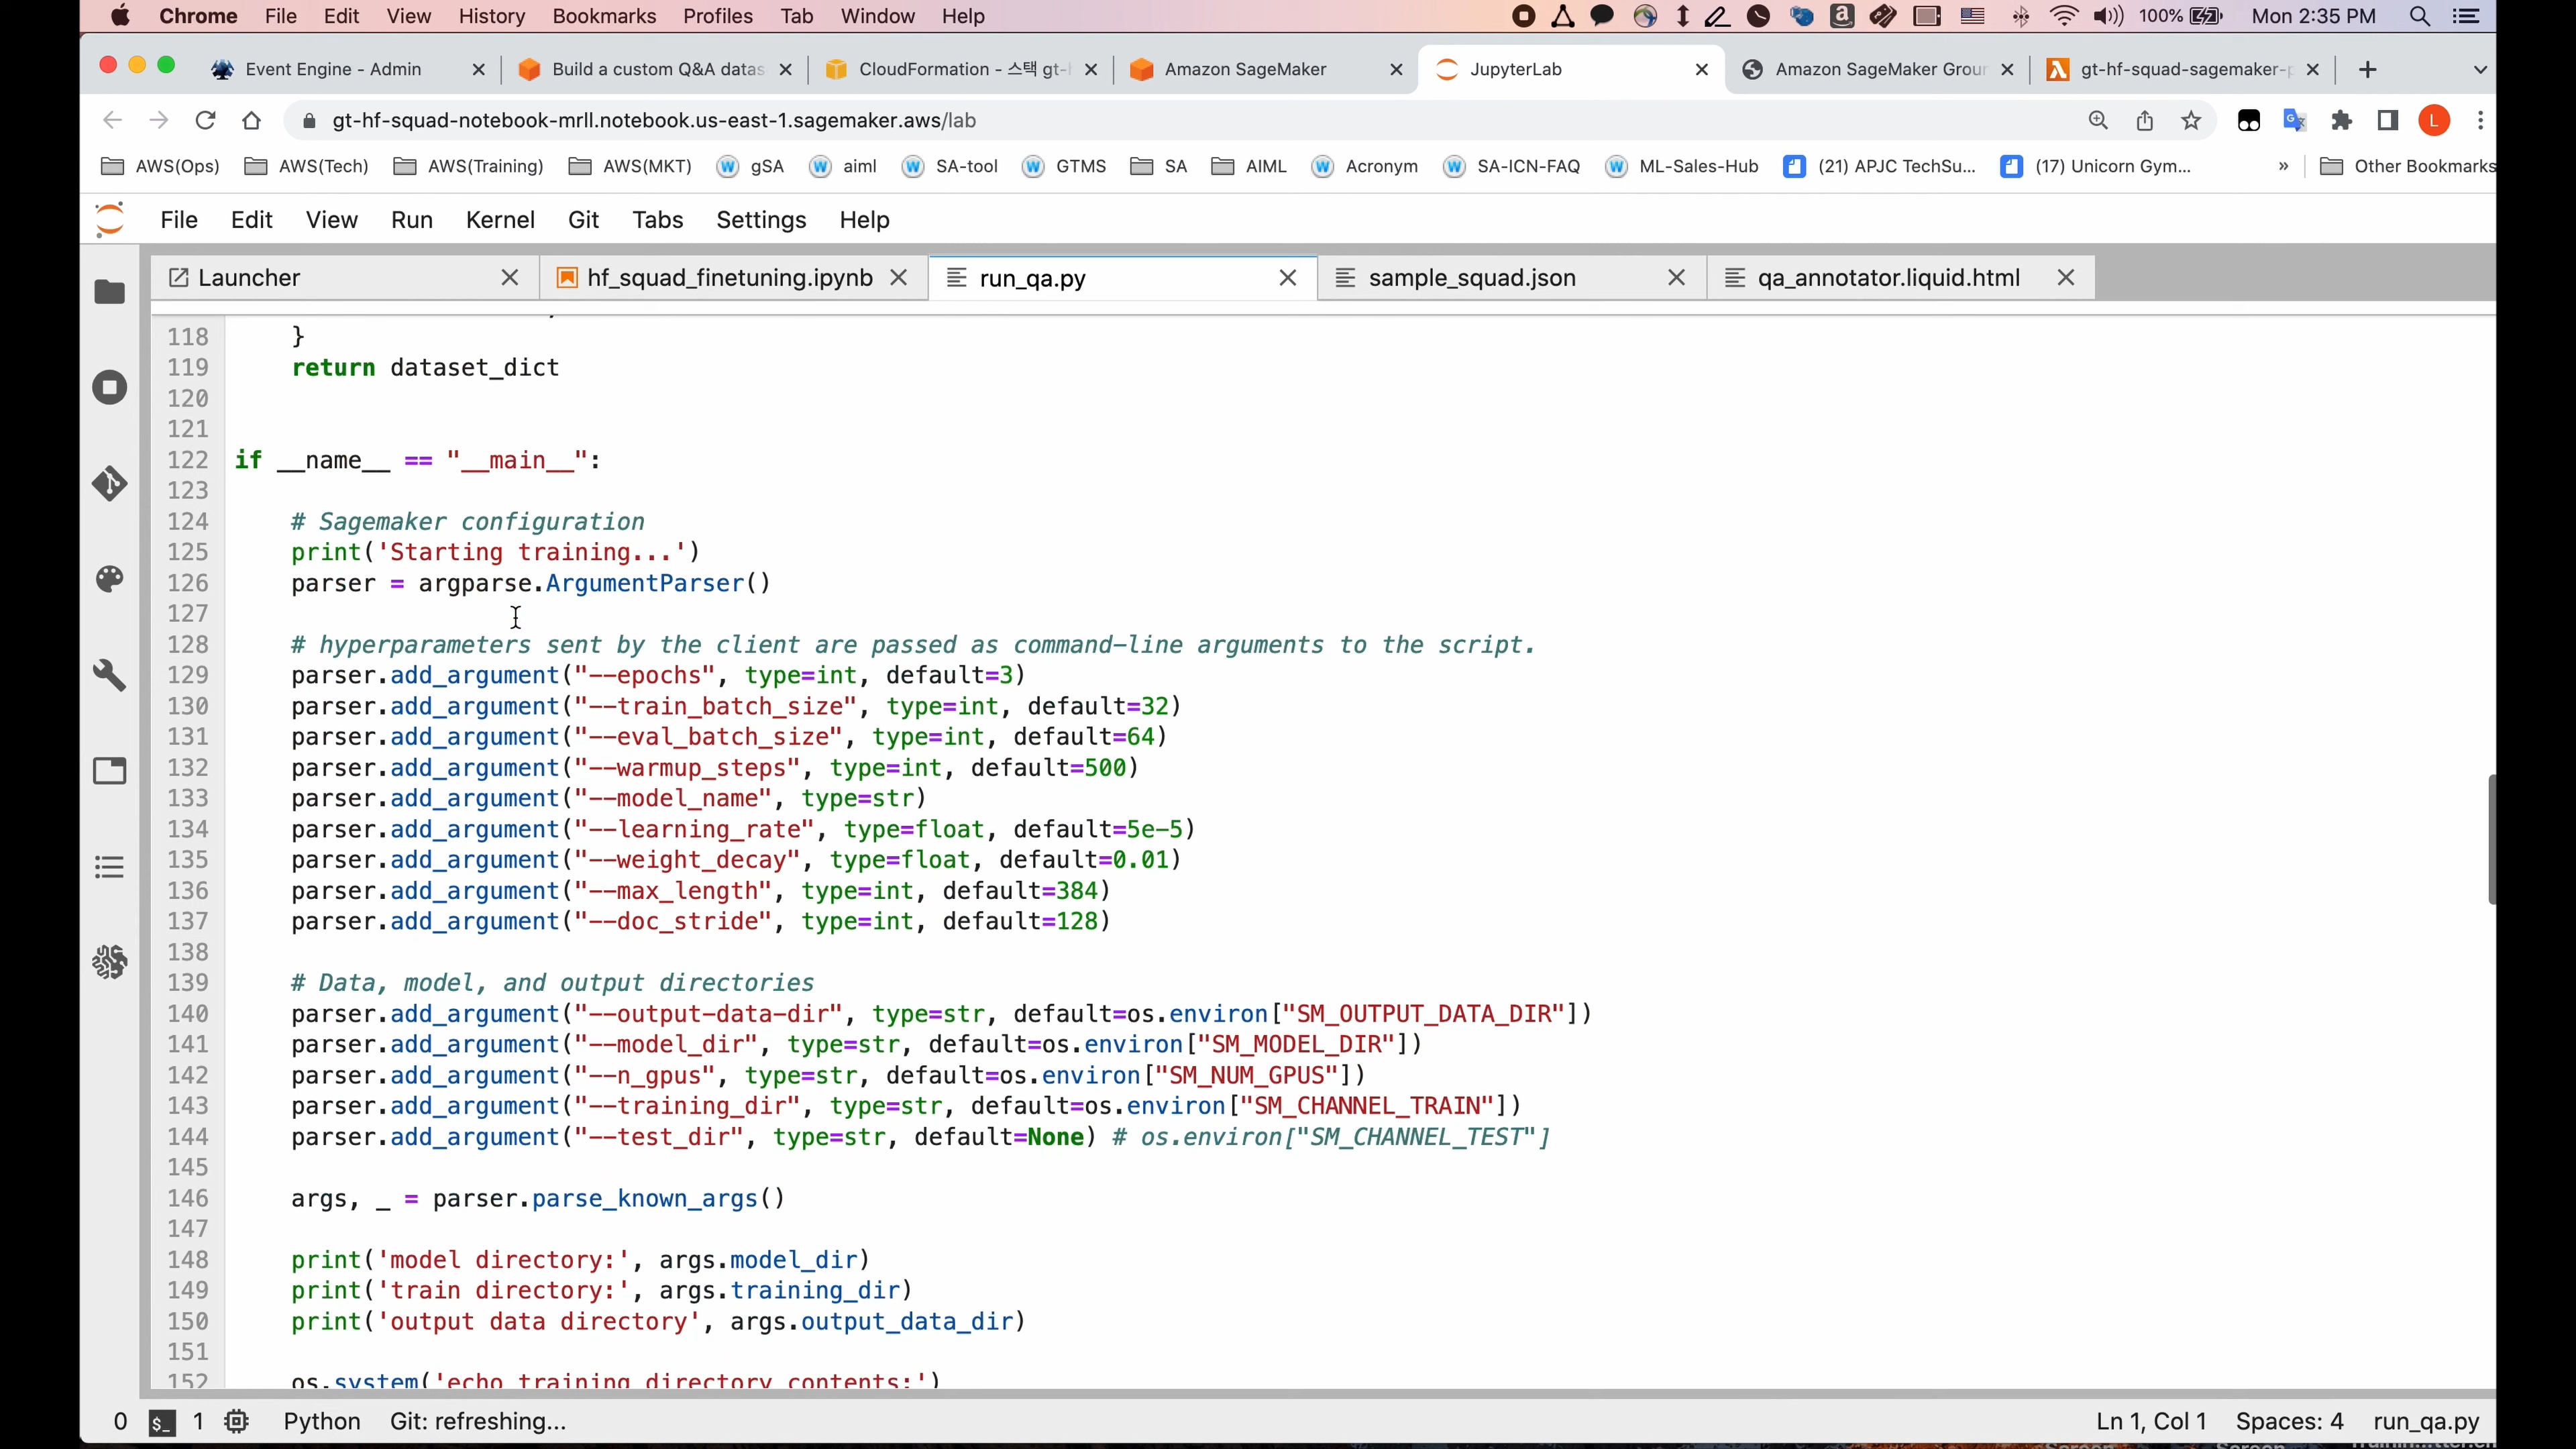 Chrome File Edit View History Bookmarks Profiles Tab Window Help 100% Mon 2:35 PM
Event Engine - Admin Build a custom Q&A datas CloudFormation - 스택 gt-h Amazon SageMaker JupyterLab Amazon SageMaker Groun gt-hf-squad-sagemaker-p
gt-hf-squad-notebook-mrll.notebook.us-east-1.sagemaker.aws/lab L
AWS(Ops) AWS(Tech) AWS(Training) AWS(MKT) gSA aiml SA-tool GTMS SA AIML Acronym SA-ICN-FAQ ML-Sales-Hub (21) APJC TechSu... (17) Unicorn Gym... » Other Bookmarks
File Edit View Run Kernel Git Tabs Settings Help
Launcher hf_squad_finetuning.ipynb run_qa.py sample_squad.json qa_annotator.liquid.html
118 }
119 return dataset_dict
120
121
122 if __name__ == "__main__":
123
124 # Sagemaker configuration
125 print('Starting training...')
126 parser = argparse.ArgumentParser()
127
128 # hyperparameters sent by the client are passed as command-line arguments to the script.
129 parser.add_argument("--epochs", type=int, default=3)
130 parser.add_argument("--train_batch_size", type=int, default=32)
131 parser.add_argument("--eval_batch_size", type=int, default=64)
132 parser.add_argument("--warmup_steps", type=int, default=500)
133 parser.add_argument("--model_name", type=str)
134 parser.add_argument("--learning_rate", type=float, default=5e-5)
135 parser.add_argument("--weight_decay", type=float, default=0.01)
136 parser.add_argument("--max_length", type=int, default=384)
137 parser.add_argument("--doc_stride", type=int, default=128)
138
139 # Data, model, and output directories
140 parser.add_argument("--output-data-dir", type=str, default=os.environ["SM_OUTPUT_DATA_DIR"])
141 parser.add_argument("--model_dir", type=str, default=os.environ["SM_MODEL_DIR"])
142 parser.add_argument("--n_gpus", type=str, default=os.environ["SM_NUM_GPUS"])
143 parser.add_argument("--training_dir", type=str, default=os.environ["SM_CHANNEL_TRAIN"])
144 parser.add_argument("--test_dir", type=str, default=None) # os.environ["SM_CHANNEL_TEST"]
145
146 args, _ = parser.parse_known_args()
147
148 print('model directory:', args.model_dir)
149 print('train directory:', args.training_dir)
150 print('output data directory', args.output_data_dir)
151
152 os.system('echo training directory contents:')
0 $_ 1 Python Git: refreshing... Ln 1, Col 1 Spaces: 4 run_qa.py